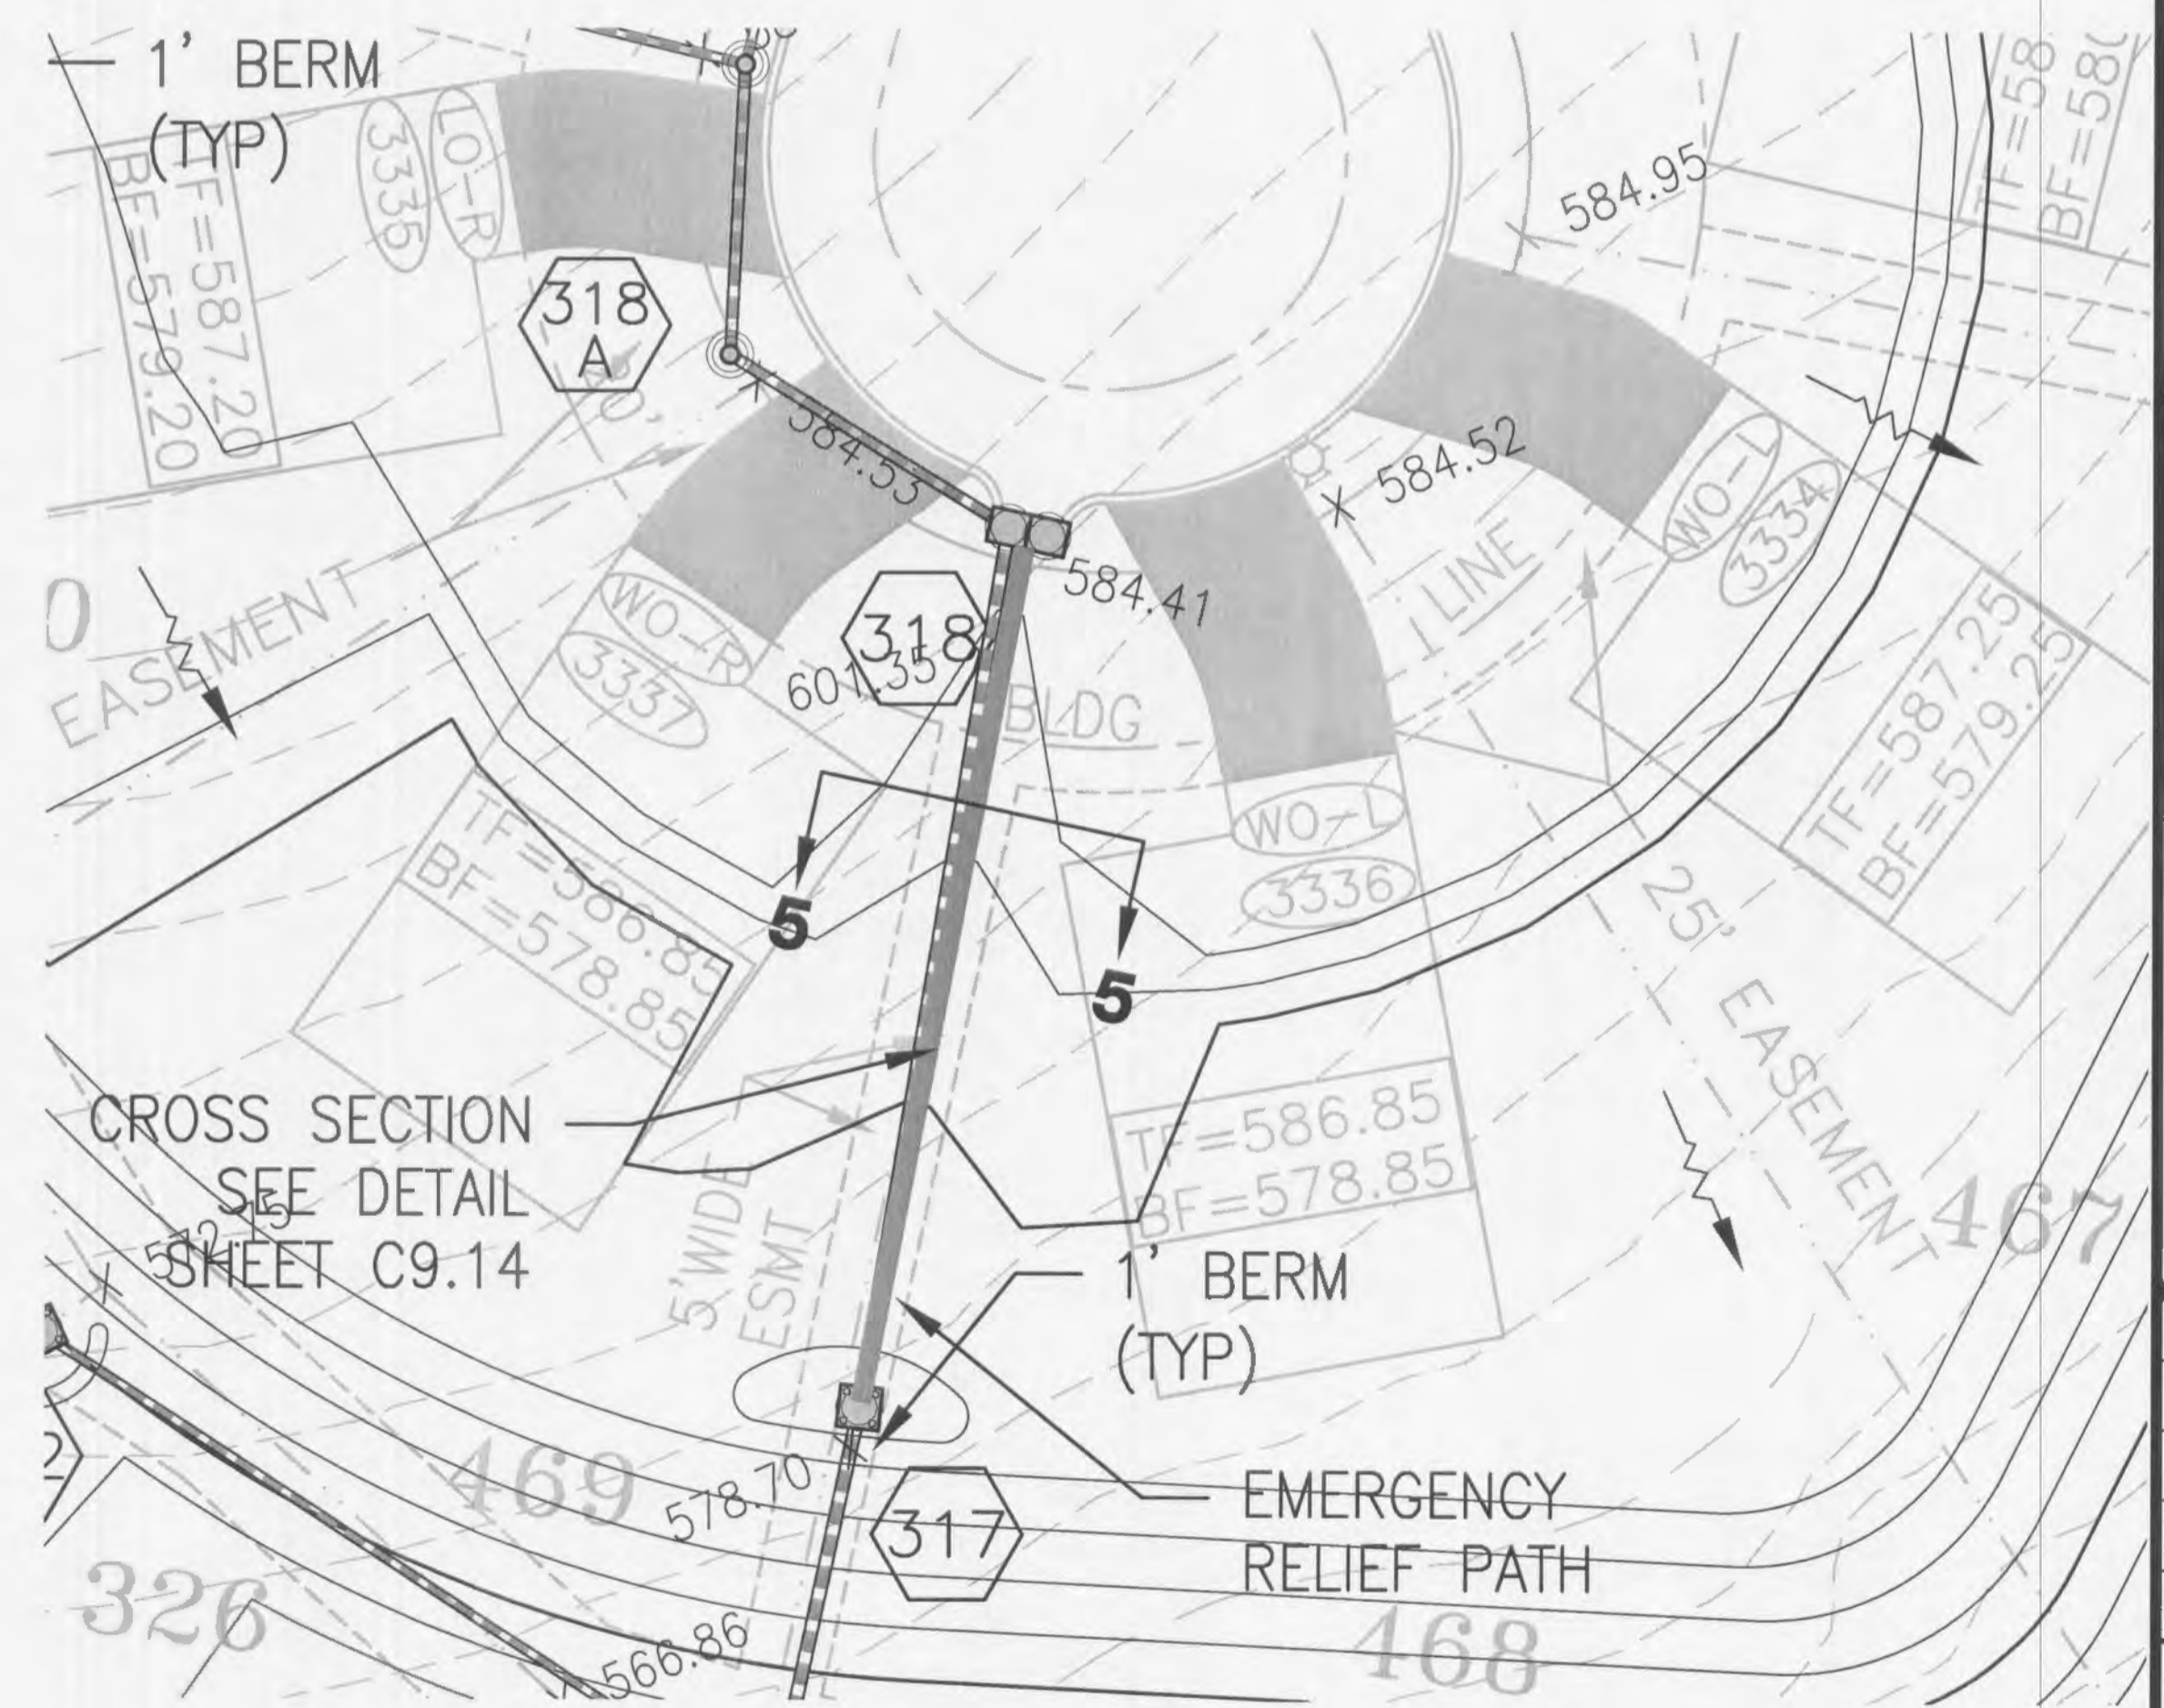 1' BERM
(TYP)
TF=587.20
BF=579.20
3335
LO-R
318
A
20'
584.53
584.95
584.52
584.41
EASEMENT
WO-R
3337
318
601.35
BLDG
LINE
WO-L
3334
TF=587.25
BF=579.25
TF=586.85
BF=578.85
5
5
WO-L
3336
25' EASEMENT
CROSS SECTION
SEE DETAIL
SHEET C9.14
572.15
5' WIDE
ESMT
TF=586.85
BF=578.85
467
1' BERM
(TYP)
469
578.70
317
EMERGENCY
RELIEF PATH
326
566.86
468